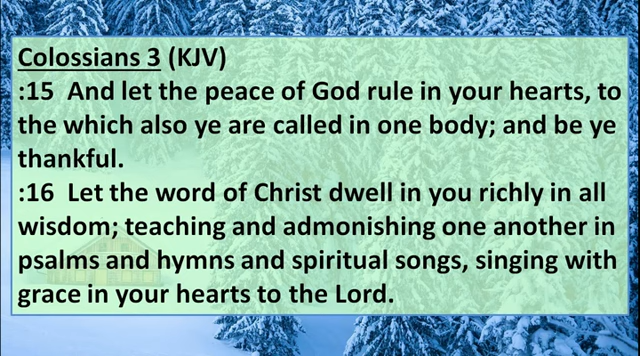 Colossians 3 (KJV)
:15  And let the peace of God rule in your hearts, to
the which also ye are called in one body; and be ye
thankful.
:16  Let the word of Christ dwell in you richly in all
wisdom; teaching and admonishing one another in
psalms and hymns and spiritual songs, singing with
grace in your hearts to the Lord.